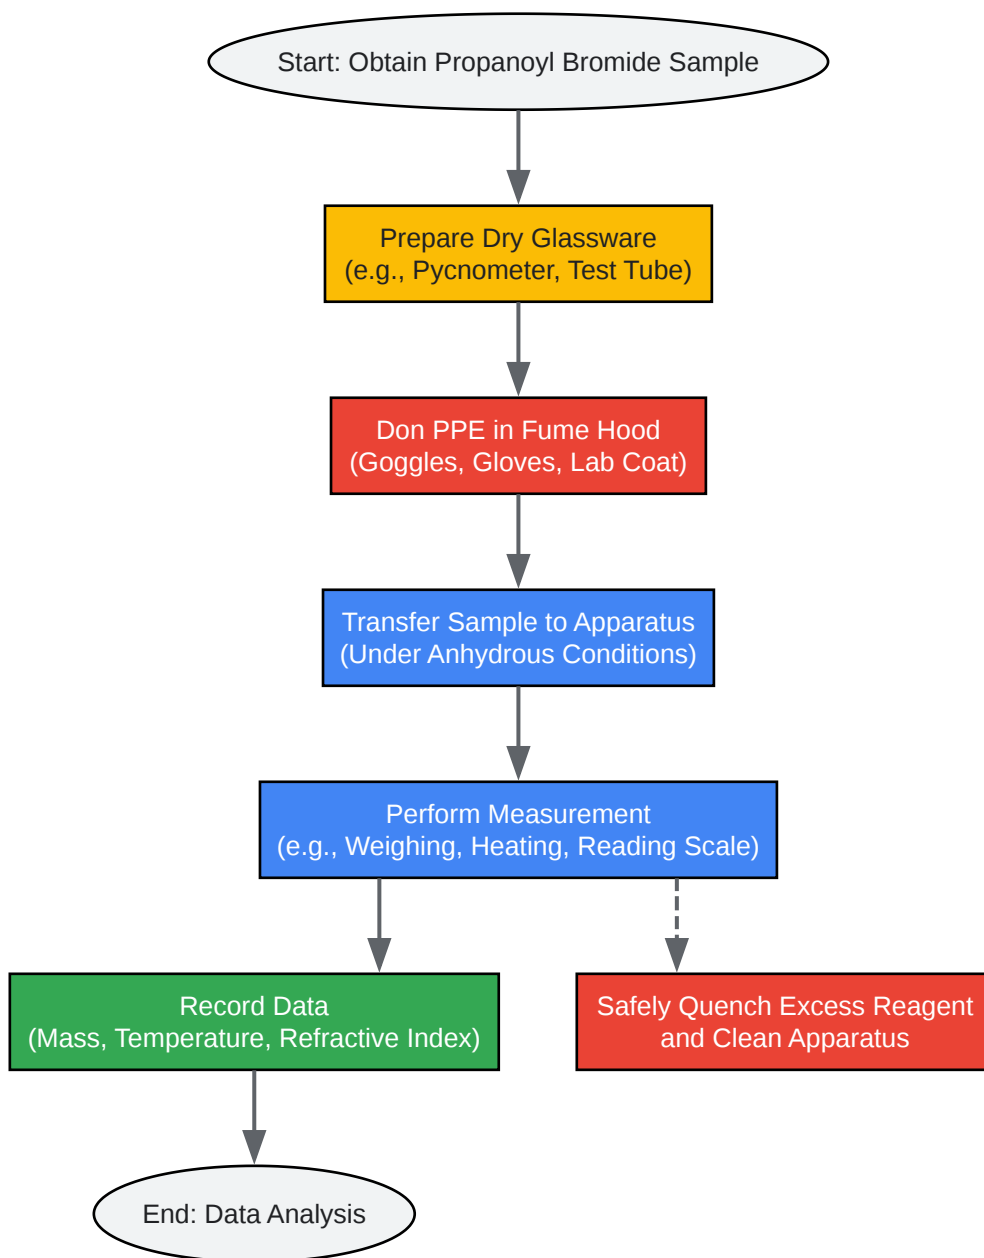 Start: Obtain Propanoyl Bromide Sample
Prepare Dry Glassware
(e.g., Pycnometer, Test Tube)
Don PPE in Fume Hood
(Goggles, Gloves, Lab Coat)
Transfer Sample to Apparatus
(Under Anhydrous Conditions)
Perform Measurement
(e.g., Weighing, Heating, Reading Scale)
Record Data
(Mass, Temperature, Refractive Index)
Safely Quench Excess Reagent
and Clean Apparatus
End: Data Analysis